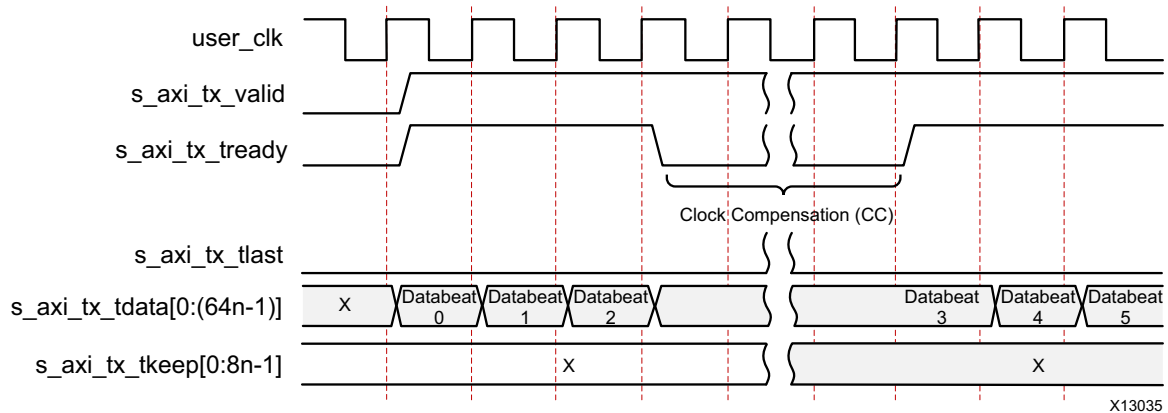 user_clk
s_axi_tx_valid
s_axi_tx_tready
Clock Compensation (CC)
s_axi_tx_tlast
s_axi_tx_tdata[0:(64n-1)]
X
Databeat 0
Databeat 1
Databeat 2
Databeat 3
Databeat 4
Databeat 5
s_axi_tx_tkeep[0:8n-1]
X
X
X13035